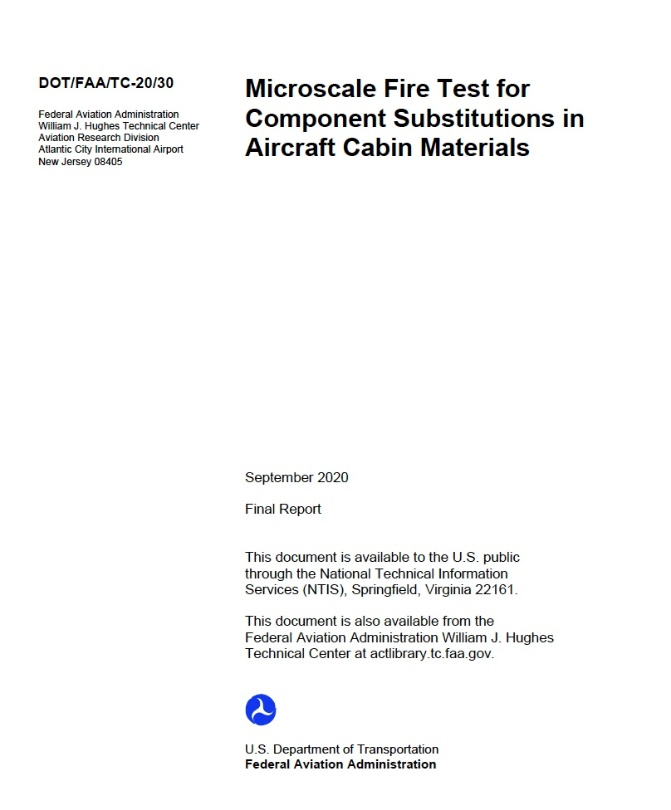 DOT/FAA/TC-20/30
Federal Aviation Administration
William J. Hughes Technical Center
Aviation Research Division
Atlantic City International Airport
New Jersey 08405
Microscale Fire Test for
Component Substitutions in
Aircraft Cabin Materials
September 2020
Final Report
This document is available to the U.S. public
through the National Technical Information
Services (NTIS), Springfield, Virginia 22161.
This document is also available from the
Federal Aviation Administration William J. Hughes
Technical Center at actlibrary.tc.faa.gov.
U.S. Department of Transportation
Federal Aviation Administration